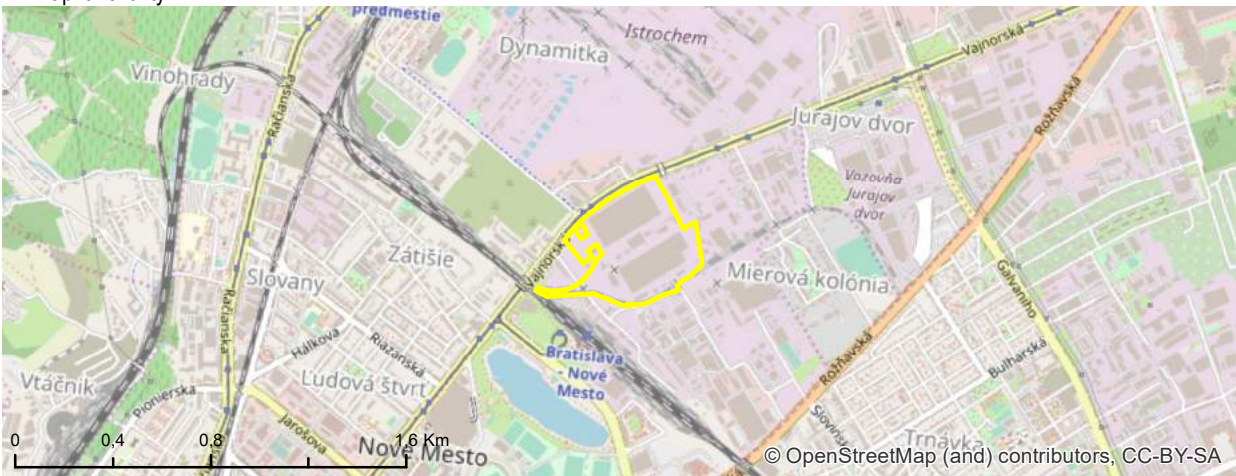 predmestie
Istrochem
Dynamitka
Vajnorská
Vinohrady
Račianska
Rožňavská
Jurajov dvor
Vozovňa
Jurajov
dvor
Vajnorská
Zátišie
Slovany
Mierová kolónia
Galvaniho
Račianska
Riazanská
Hálkova
Bratislava
- Nové
Mesto
Rožňavská
Bulharská
Vtáčnik
Ľudová štvrť
Pionierska
Jarošova
Trnávka
Nové Mesto
0 0,4 0,8 1,6 Km
© OpenStreetMap (and) contributors, CC-BY-SA